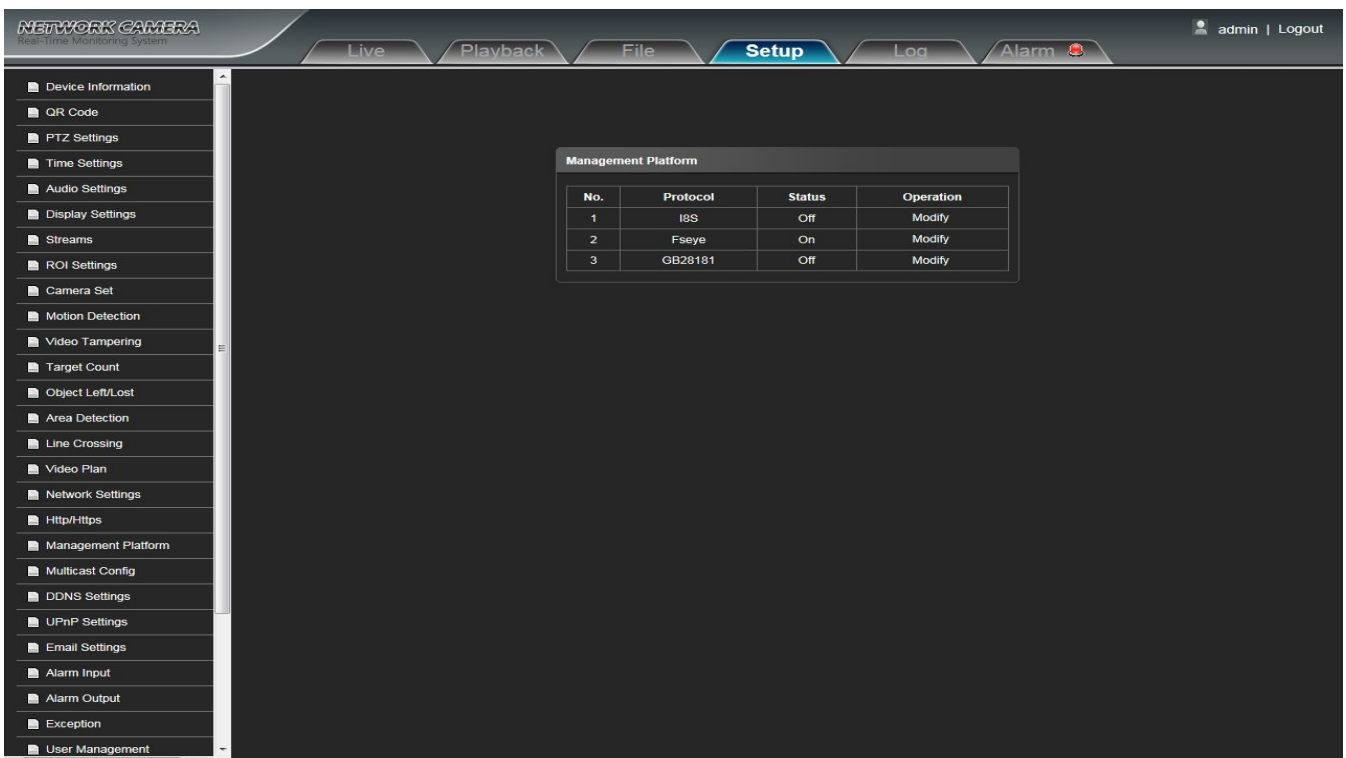 NETWORK CAMERA
Real-Time Monitoring System
Live Playback File Setup Log Alarm
admin | Logout
Device Information
QR Code
PTZ Settings
Time Settings
Audio Settings
Display Settings
Streams
ROI Settings
Camera Set
Motion Detection
Video Tampering
Target Count
Object Left/Lost
Area Detection
Line Crossing
Video Plan
Network Settings
Http/Https
Management Platform
Multicast Config
DDNS Settings
UPnP Settings
Email Settings
Alarm Input
Alarm Output
Exception
User Management
Management Platform
No. Protocol Status Operation
1 I8S Off Modify
2 Fseye On Modify
3 GB28181 Off Modify